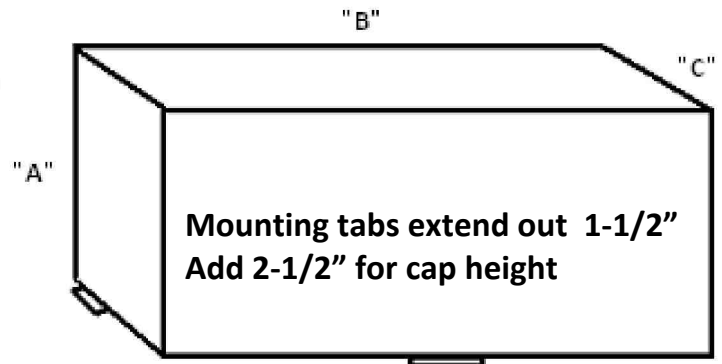 "B"
"C"
"A"
Mounting tabs extend out 1-1/2”
Add 2-1/2” for cap height